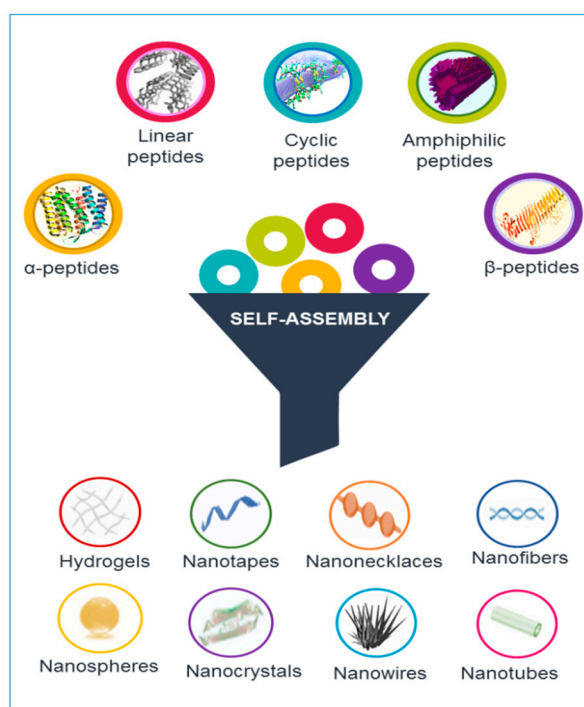 Linear
peptides
Cyclic
peptides
Amphiphilic
peptides
α-peptides
β-peptides
SELF-ASSEMBLY
Hydrogels
Nanotapes
Nanonecklaces
Nanofibers
Nanospheres
Nanocrystals
Nanowires
Nanotubes